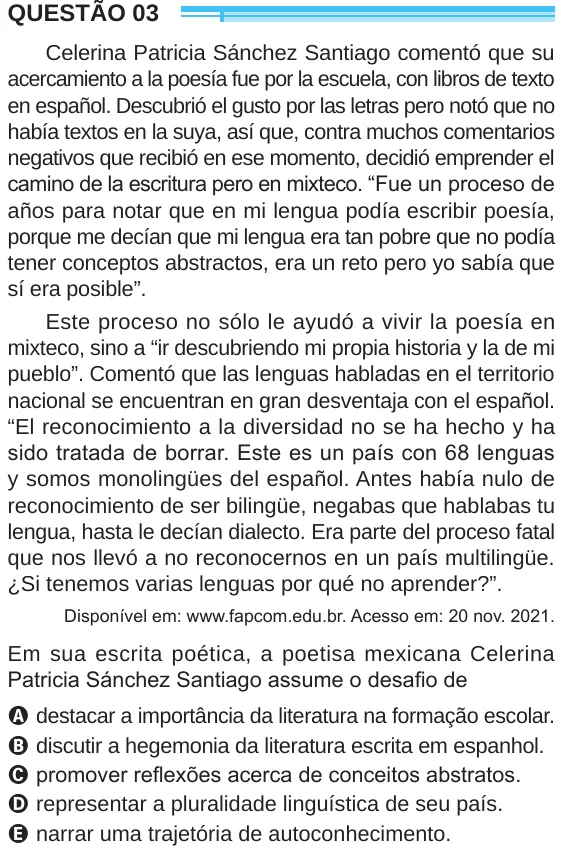 QUESTÃO 03
Celerina Patricia Sánchez Santiago comentó que su
acercamiento a la poesía fue por la escuela, con libros de texto
en español. Descubrió el gusto por las letras pero notó que no
había textos en la suya, así que, contra muchos comentarios
negativos que recibió en ese momento, decidió emprender el
camino de la escritura pero en mixteco. “Fue un proceso de
años para notar que en mi lengua podía escribir poesía,
porque me decían que mi lengua era tan pobre que no podía
tener conceptos abstractos, era un reto pero yo sabía que
sí era posible”.
Este proceso no sólo le ayudó a vivir la poesía en
mixteco, sino a “ir descubriendo mi propia historia y la de mi
pueblo”. Comentó que las lenguas habladas en el territorio
nacional se encuentran en gran desventaja con el español.
“El reconocimiento a la diversidad no se ha hecho y ha
sido tratada de borrar. Este es un país con 68 lenguas
y somos monolingües del español. Antes había nulo de
reconocimiento de ser bilingüe, negabas que hablabas tu
lengua, hasta le decían dialecto. Era parte del proceso fatal
que nos llevó a no reconocernos en un país multilingüe.
¿Si tenemos varias lenguas por qué no aprender?”.
Disponível em: www.fapcom.edu.br. Acesso em: 20 nov. 2021.
Em sua escrita poética, a poetisa mexicana Celerina
Patricia Sánchez Santiago assume o desafio de
A destacar a importância da literatura na formação escolar.
B discutir a hegemonia da literatura escrita em espanhol.
C promover reflexões acerca de conceitos abstratos.
D representar a pluralidade linguística de seu país.
E narrar uma trajetória de autoconhecimento.